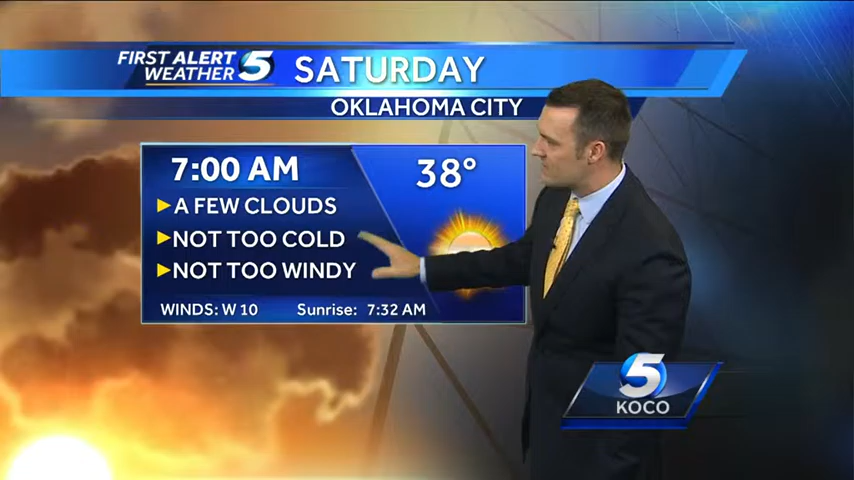 FIRST ALERT
WEATHER 5
SATURDAY
OKLAHOMA CITY
7:00 AM
38°
A FEW CLOUDS
NOT TOO COLD
NOT TOO WINDY
WINDS: W 10 Sunrise: 7:32 AM
5
KOCO